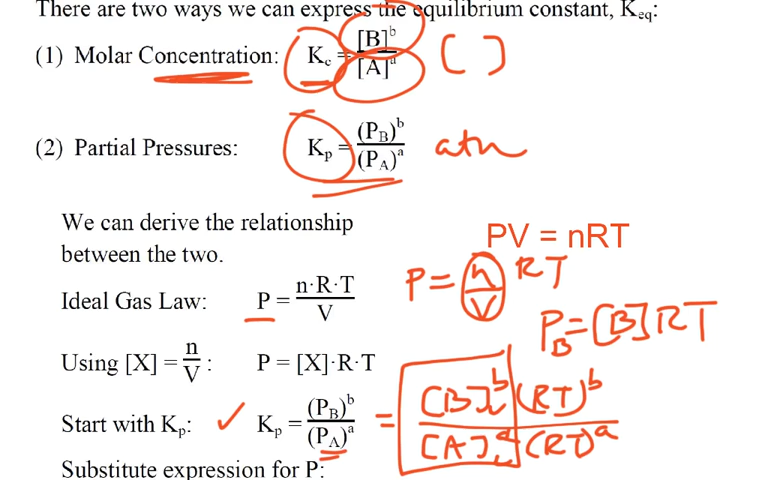 There are two ways we can express the equilibrium constant, Keq:
(1) Molar Concentration: Kc = [B]^b / [A]^a [ ]
(2) Partial Pressures: Kp = (PB)^b / (PA)^a atm
We can derive the relationship
between the two.
PV = nRT
Ideal Gas Law: P = n·R·T / V
P = n/V RT
PB = [B]RT
Using [X] = n/V : P = [X]·R·T
Start with Kp: ✓ Kp = (PB)^b / (PA)^a = [B]^b (RT)^b / [A]^a (RT)^a
Substitute expression for P: